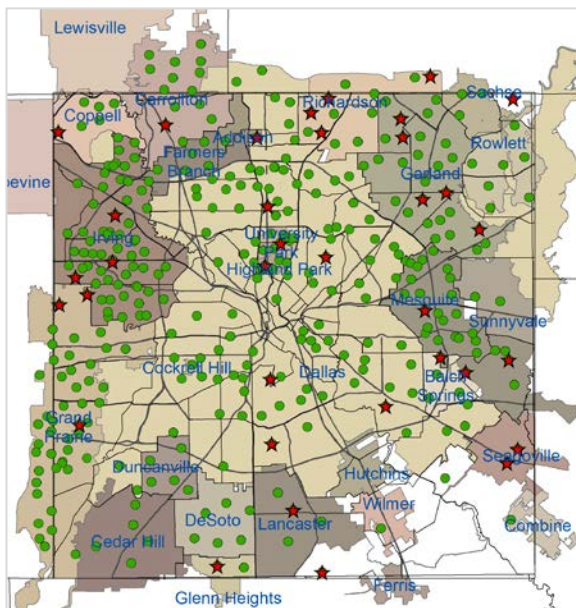 Lewisville
Coppell
Carrollton
Richardson
Sachse
Addison
Farmers
Branch
Rowlett
Garland
Irving
University
Park
Highland Park
Mesquite
Sunnyvale
Cockrell Hill
Dallas
Balch
Springs
Grand
Prairie
Duncanville
Seagoville
Hutchins
DeSoto
Lancaster
Wilmer
Combine
Cedar Hill
Ferris
Glenn Heights
apevine